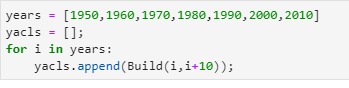 years = [1950,1960,1970,1980,1990,2000,2010]
yacls = [];
for i in years:
    yacls.append(Build(i,i+10));